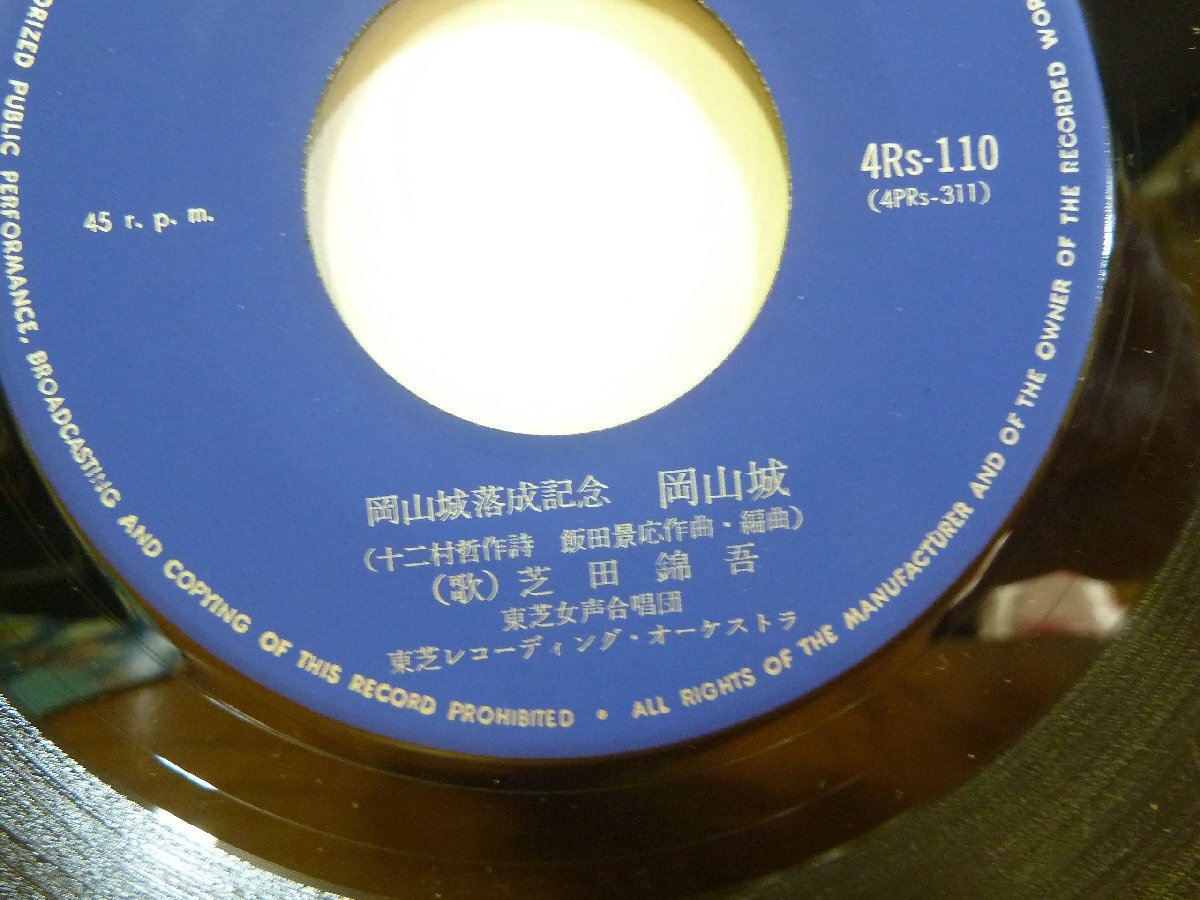 4Rs-110
(4PRs-311)
45 r. p. m.
岡山城落成記念　岡山城
(十二村哲作詩　飯田景応作曲・編曲)
(歌) 芝田錦吾
東芝女声合唱団
東芝レコーディング・オーケストラ
PUBLIC PERFORMANCE, BROADCASTING AND COPYING OF THIS RECORD PROHIBITED • ALL RIGHTS OF THE MANUFACTURER AND OF THE OWNER OF THE RECORDED